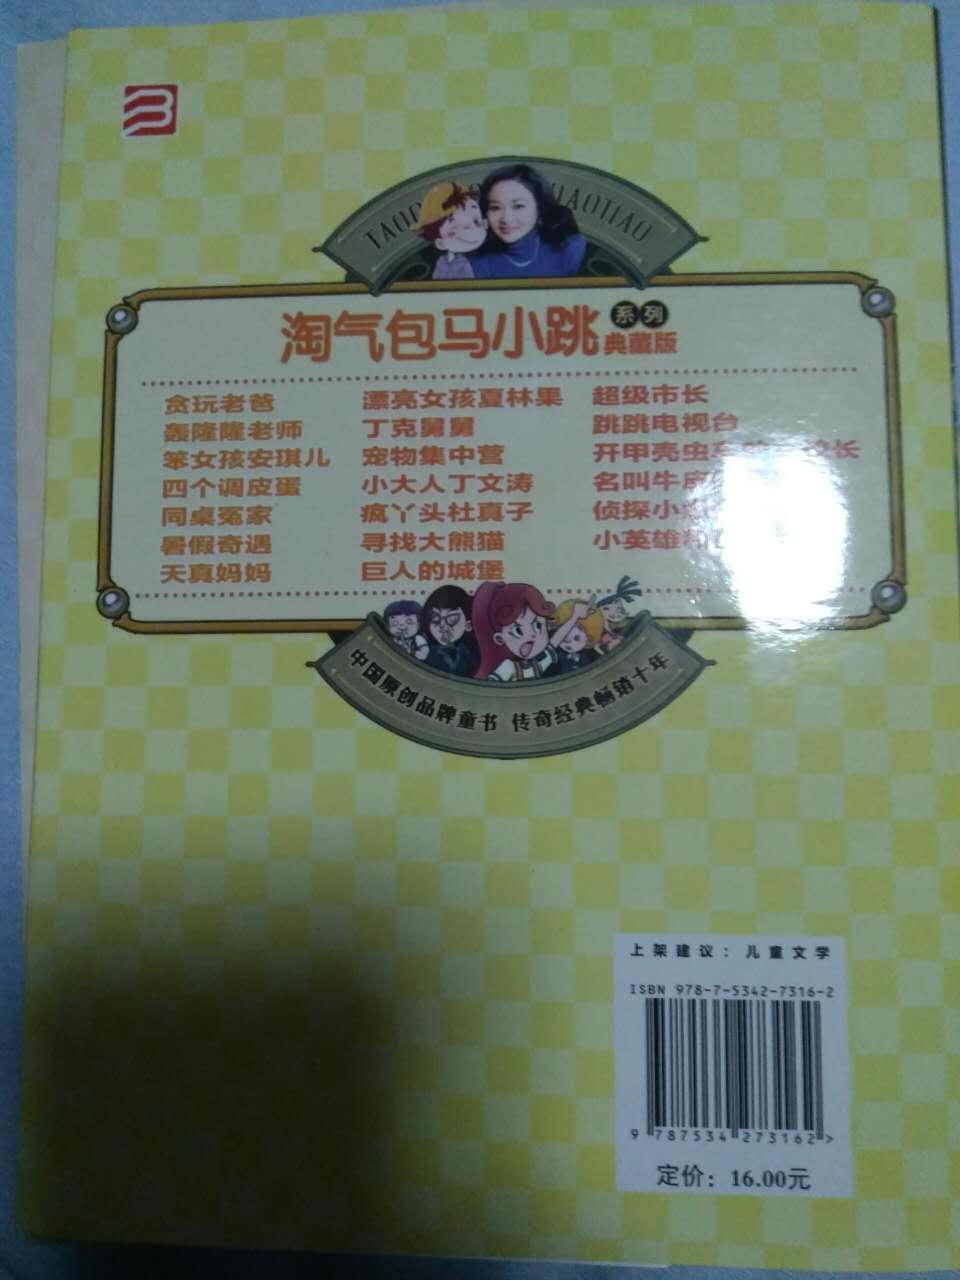 淘气包马小跳 系列
典藏版
贪玩老爸
轰隆隆老师
笨女孩安琪儿
四个调皮蛋
同桌冤家
暑假奇遇
天真妈妈
漂亮女孩夏林果
丁克舅舅
宠物集中营
小大人丁文涛
疯丫头杜真子
寻找大熊猫
巨人的城堡
超级市长
跳跳电视台
开甲壳虫车的 校长
名叫牛
侦探小
小英雄和
中国原创品牌童书 传奇经典畅销十年
上架建议：儿童文学
ISBN 978-7-5342-7316-2
9 787534 273162 >
定价：16.00元